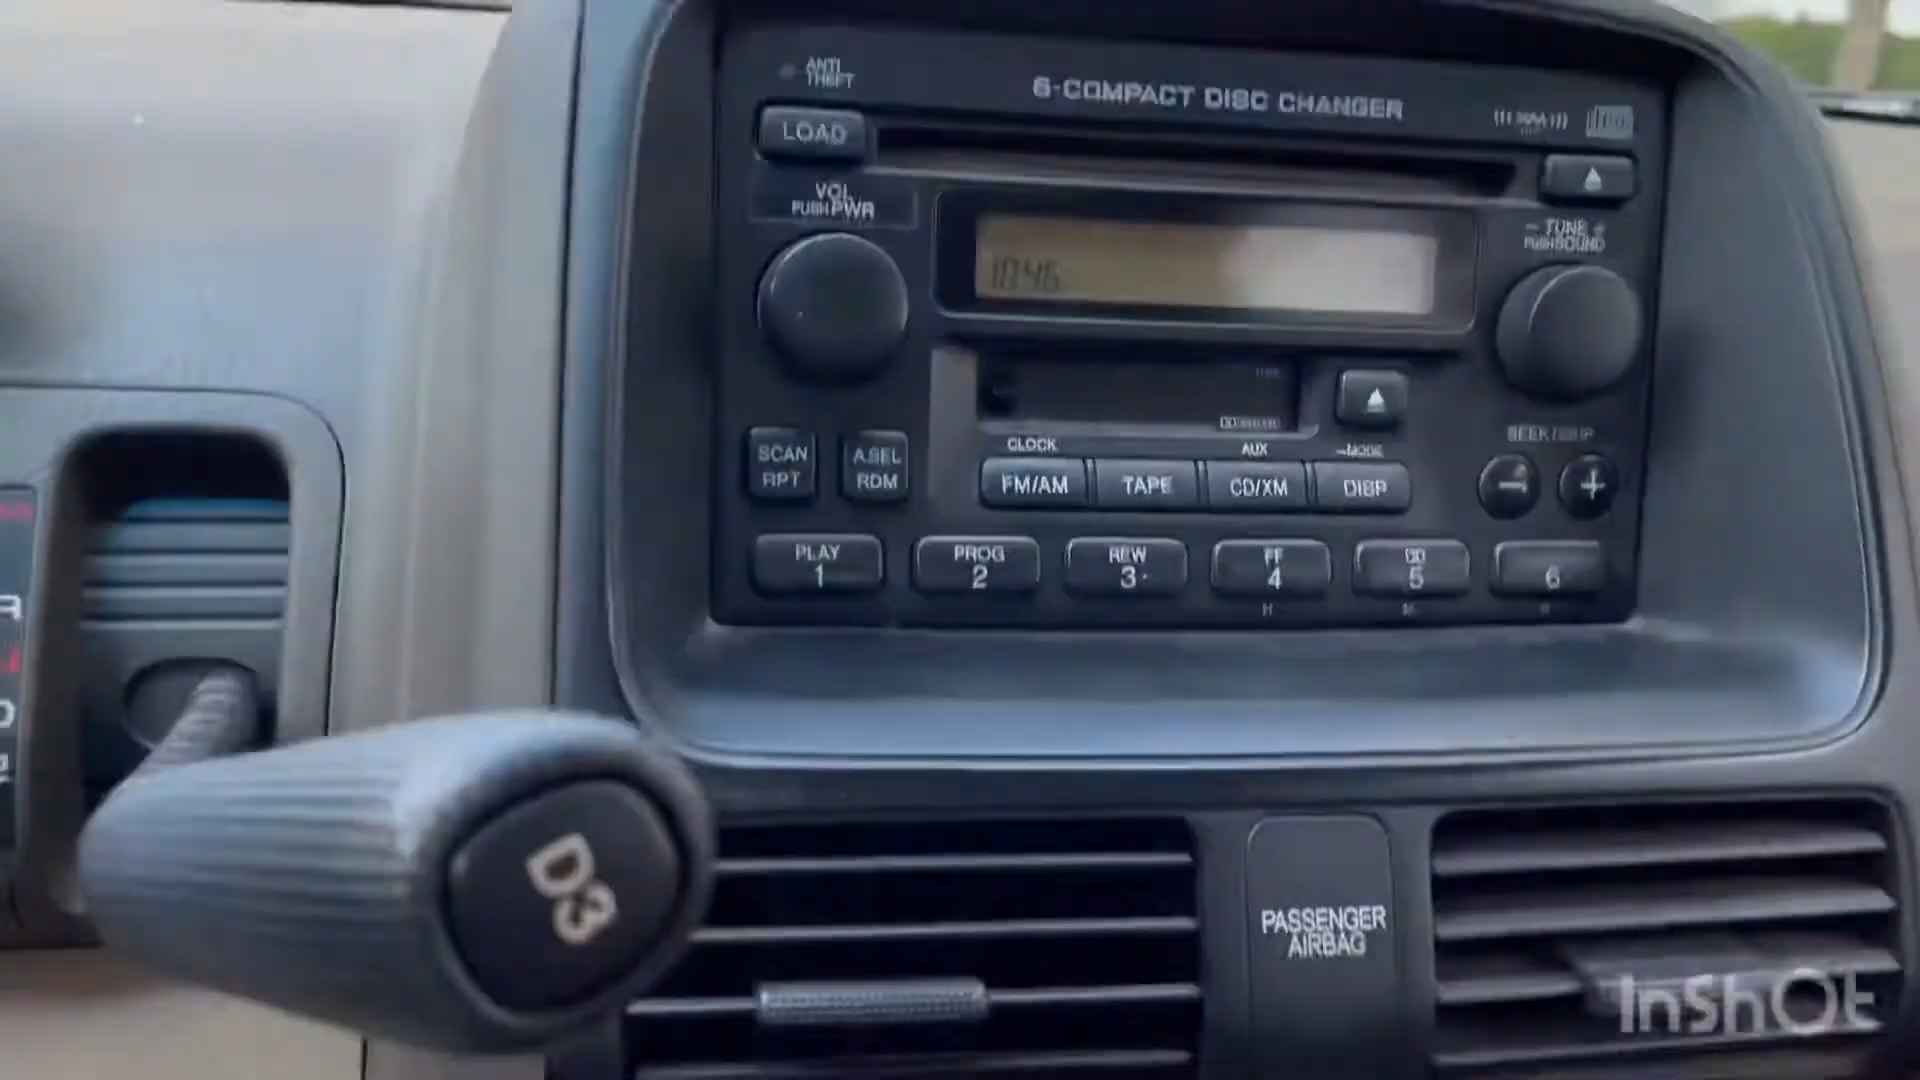 ANTI
THEFT
6-COMPACT DISC CHANGER
LOAD
VOL
PUSH PWR
- TUNE +
PUSH SOUND
10:46
SCAN
RPT
A.SEL
RDM
CLOCK
AUX
MODE
FM/AM
TAPE
CD/XM
DISP
SEEK/SKIP
PLAY
1
PROG
2
REW
3
FF
4
5
6
H
M
R
D3
PASSENGER
AIRBAG
InShOt